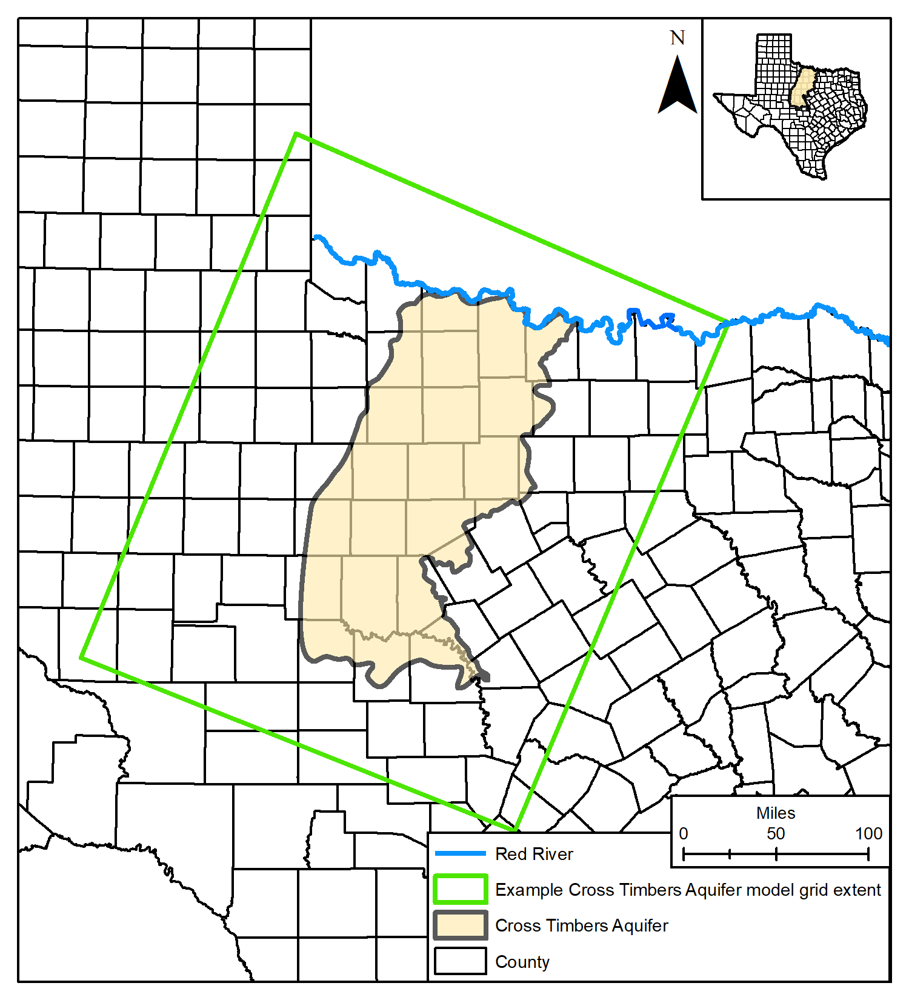 N
Miles
0 50 100
Red River
Example Cross Timbers Aquifer model grid extent
Cross Timbers Aquifer
County